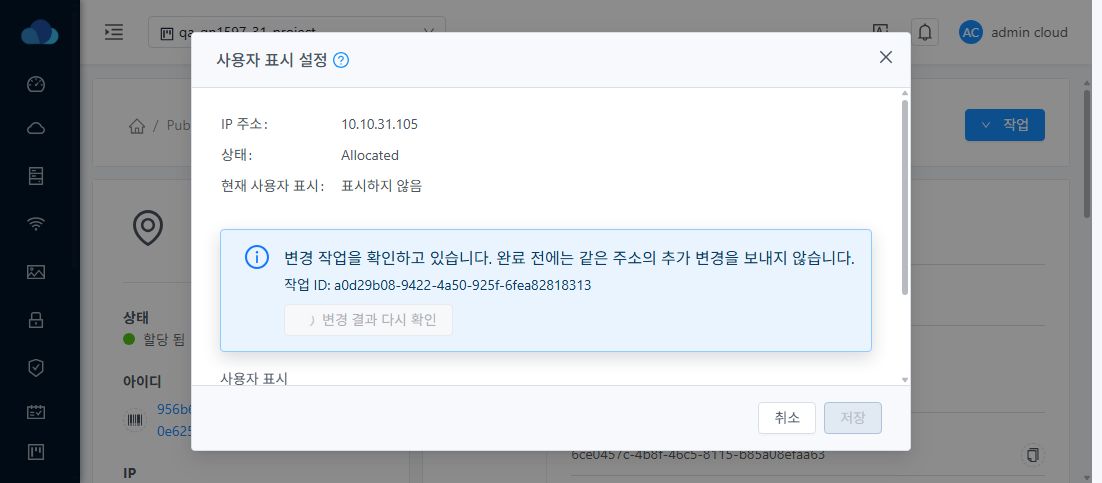 admin cloud
AC
사용자 표시 설정
IP 주소: 10.10.31.105
상태: Allocated
현재 사용자 표시: 표시하지 않음
변경 작업을 확인하고 있습니다. 완료 전에는 같은 주소의 추가 변경을 보내지 않습니다.
작업 ID: a0d29b08-9422-4a50-925f-6fea82818313
변경 결과 다시 확인
사용자 표시
취소
저장
/ Pub
작업
상태
할당 됨
아이디
956b6
0e625
IP